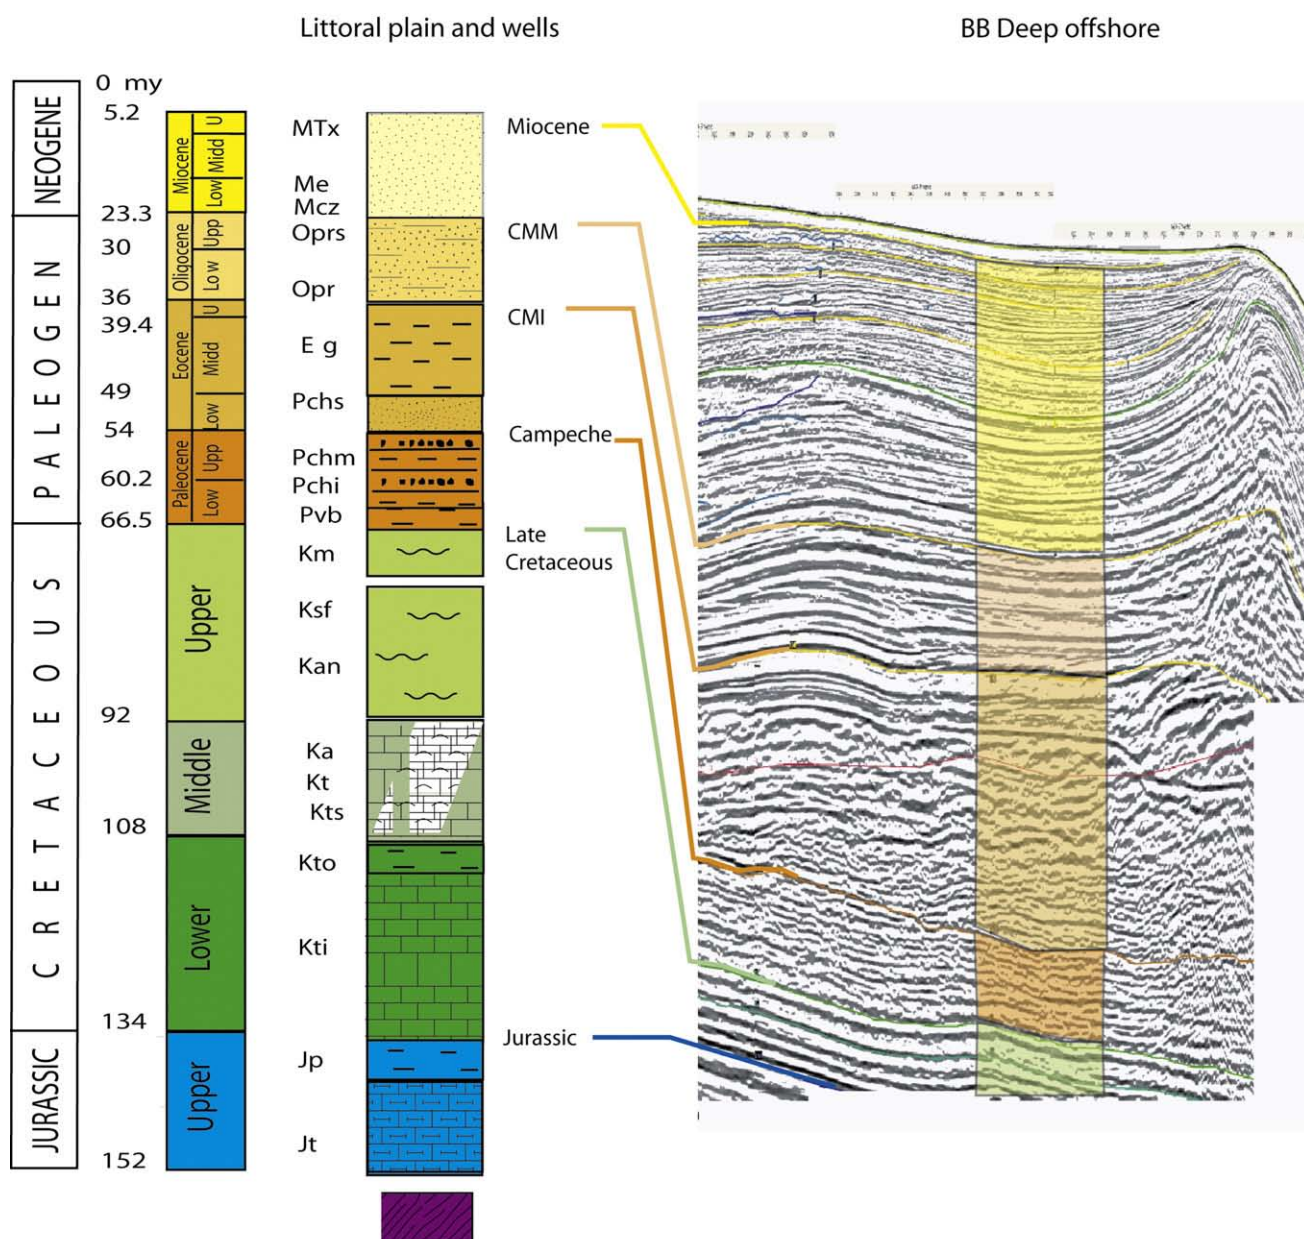 Littoral plain and wells
BB Deep offshore
0 my
5.2
23.3
30
36
39.4
49
54
60.2
66.5
92
108
134
152
NEOGENE
PALEOGEN
CRETACEOUS
JURASSIC
Miocene
U
Midd
Low
Oligocene
Upp
Low
Eocene
U
Midd
Low
Paleocene
Upp
Low
Upper
Middle
Lower
Upper
MTx
Me
Mcz
Oprs
Opr
E g
Pchs
Pchm
Pchi
Pvb
Km
Ksf
Kan
Ka
Kt
Kts
Kto
Kti
Jp
Jt
Miocene
CMM
CMI
Campeche
Late
Cretaceous
Jurassic